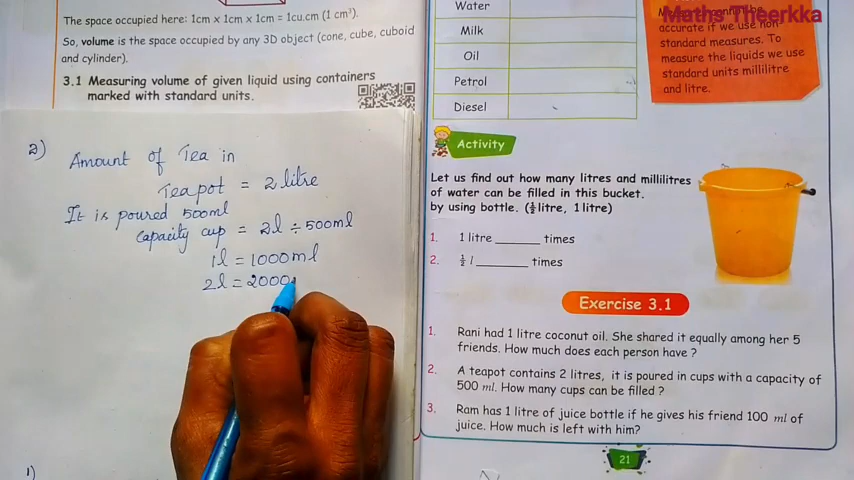 The space occupied here: 1cm x 1cm x 1cm = 1cu.cm (1 cm³).
So, volume is the space occupied by any 3D object (cone, cube, cuboid
and cylinder).
3.1 Measuring volume of given liquid using containers
marked with standard units.
2) Amount of Tea in
Teapot = 2 litre
It is poured 500ml
capacity cup = 2l ÷ 500ml
1l = 1000ml
2l = 2000
1)
Water
Milk
Oil
Petrol
Diesel
Maths Theerkka
accurate if we use non-
standard measures. To
measure the liquids we use
standard units millilitre
and litre.
Activity
Let us find out how many litres and millilitres
of water can be filled in this bucket.
by using bottle. (½ litre, 1 litre)
1. 1 litre ______ times
2. ½ l _______ times
Exercise 3.1
1. Rani had 1 litre coconut oil. She shared it equally among her 5
friends. How much does each person have ?
2. A teapot contains 2 litres, it is poured in cups with a capacity of
500 ml. How many cups can be filled ?
3. Ram has 1 litre of juice bottle if he gives his friend 100 ml of
juice. How much is left with him?
21